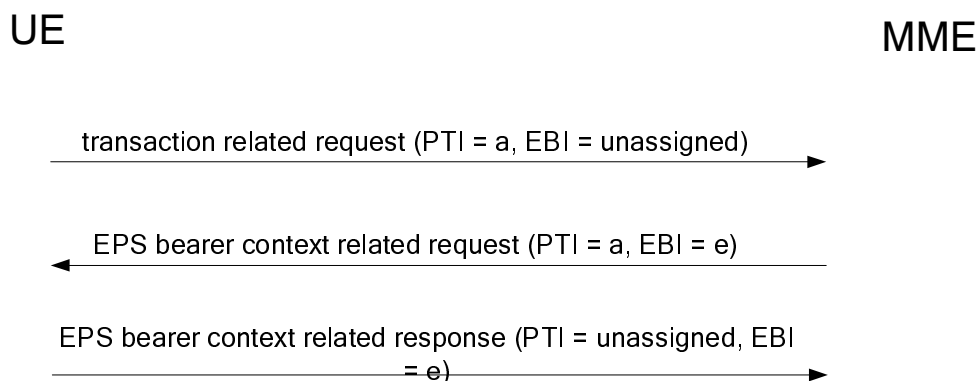 UE
MME
transaction related request (PTI = a, EBI = unassigned)
EPS bearer context related request (PTI = a, EBI = e)
EPS bearer context related response (PTI = unassigned, EBI
= e)